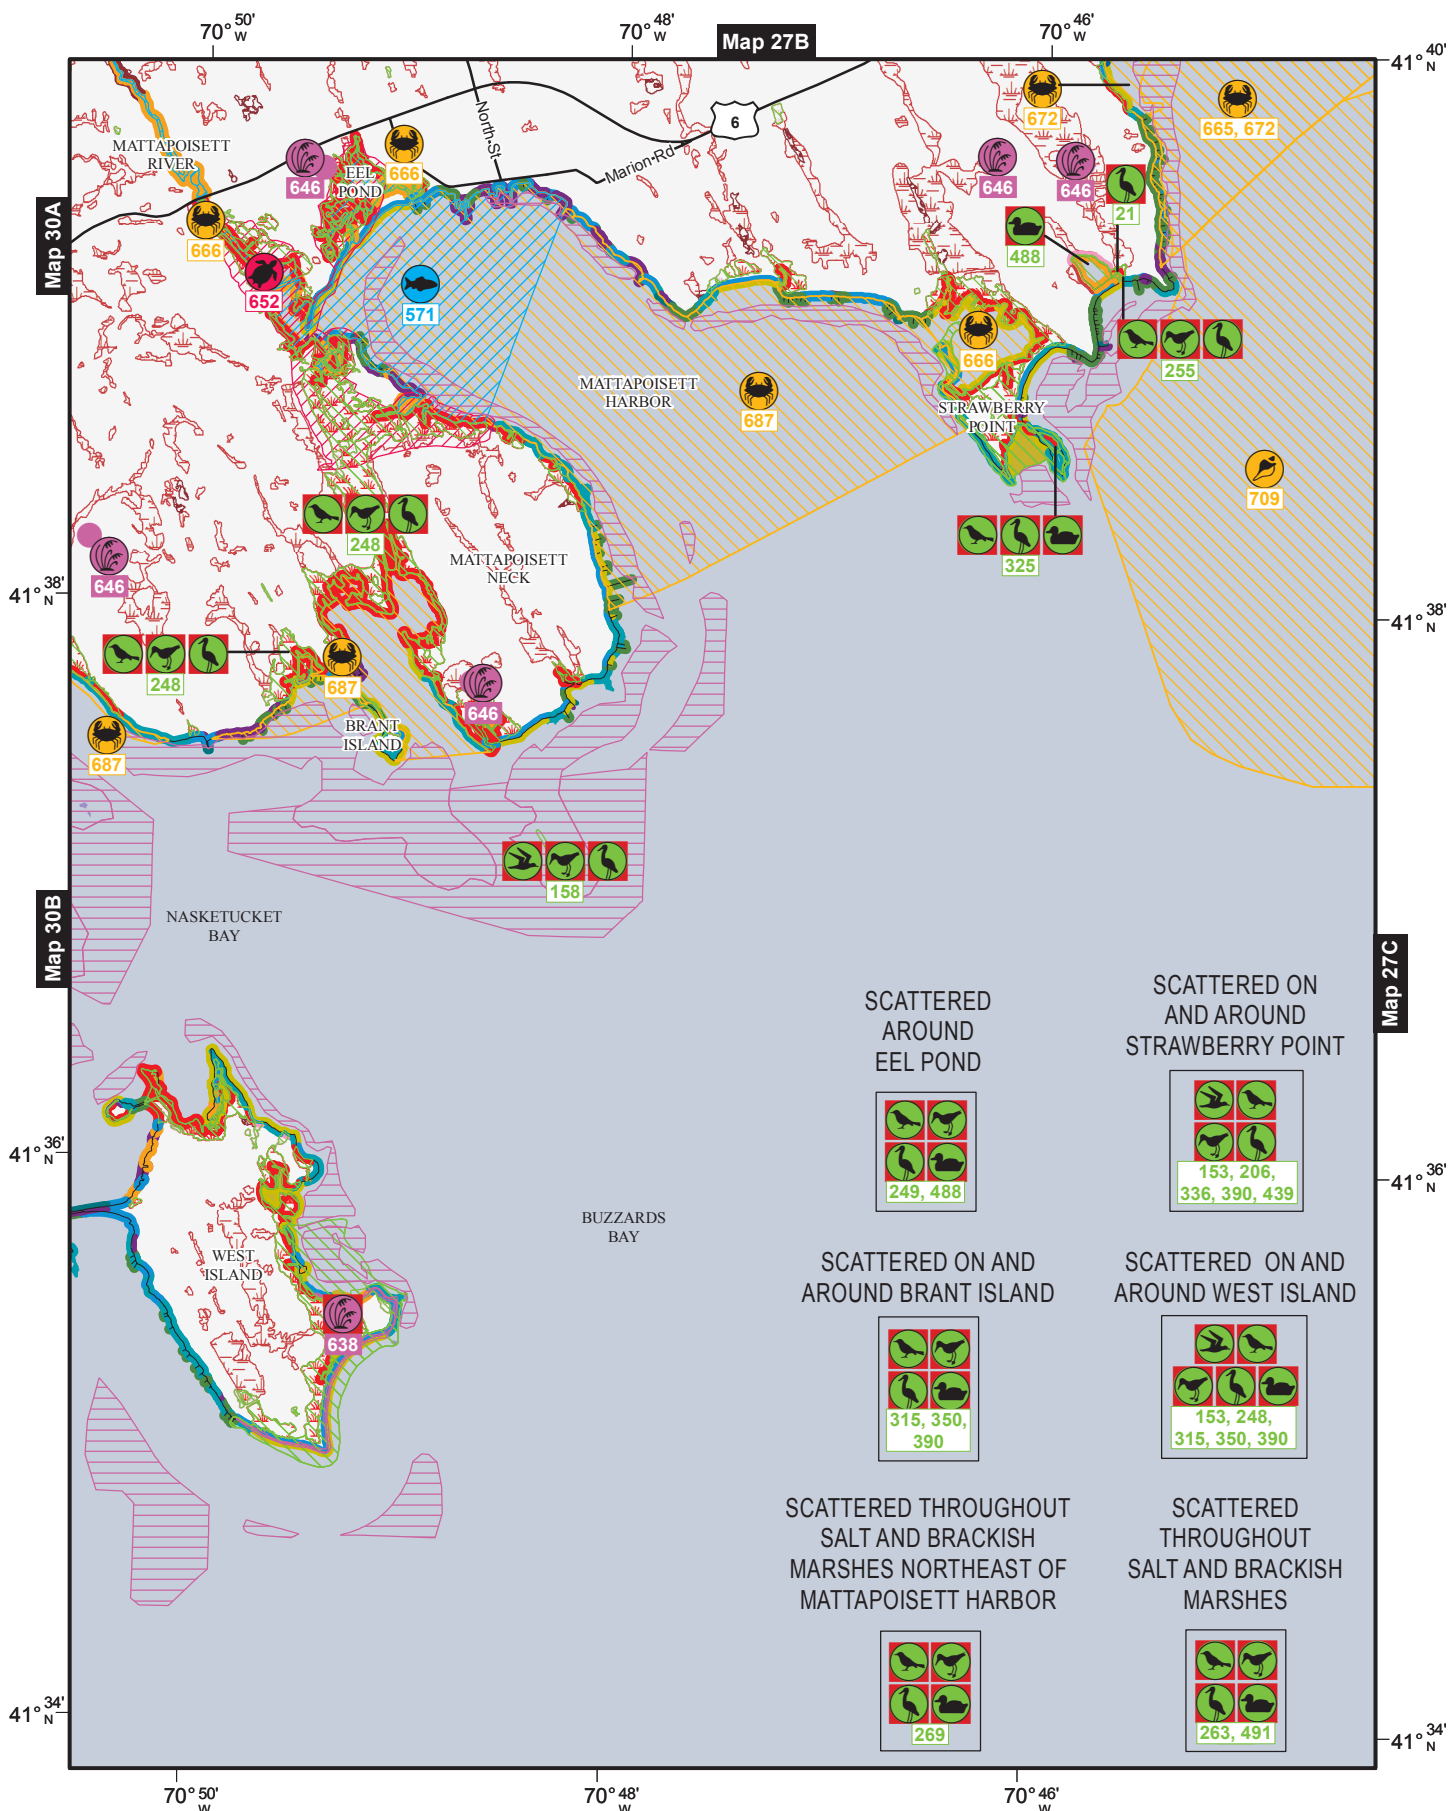 70° 50' W
70° 48' W
70° 46' W
Map 27B
41° 40' N
MATTAPOISETT
RIVER
646
EEL
POND
666
North St
Marion Rd
6
672
665, 672
646
646
21
488
Map 30A
666
652
571
255
MATTAPOISETT
HARBOR
687
666
STRAWBERRY
POINT
709
248
325
646
MATTAPOISETT
NECK
41° 38' N
41° 38' N
248
687
646
BRANT
ISLAND
687
158
Map 30B
NASKETUCKET
BAY
Map 27C
SCATTERED
AROUND
EEL POND
249, 488
SCATTERED ON
AND AROUND
STRAWBERRY POINT
153, 206,
336, 390, 439
41° 36' N
41° 36' N
BUZZARDS
BAY
WEST
ISLAND
638
SCATTERED ON AND
AROUND BRANT ISLAND
315, 350,
390
SCATTERED ON AND
AROUND WEST ISLAND
153, 248,
315, 350, 390
SCATTERED THROUGHOUT
SALT AND BRACKISH
MARSHES NORTHEAST OF
MATTAPOISETT HARBOR
269
SCATTERED
THROUGHOUT
SALT AND BRACKISH
MARSHES
263, 491
41° 34' N
41° 34' N
70° 50' W
70° 48' W
70° 46' W